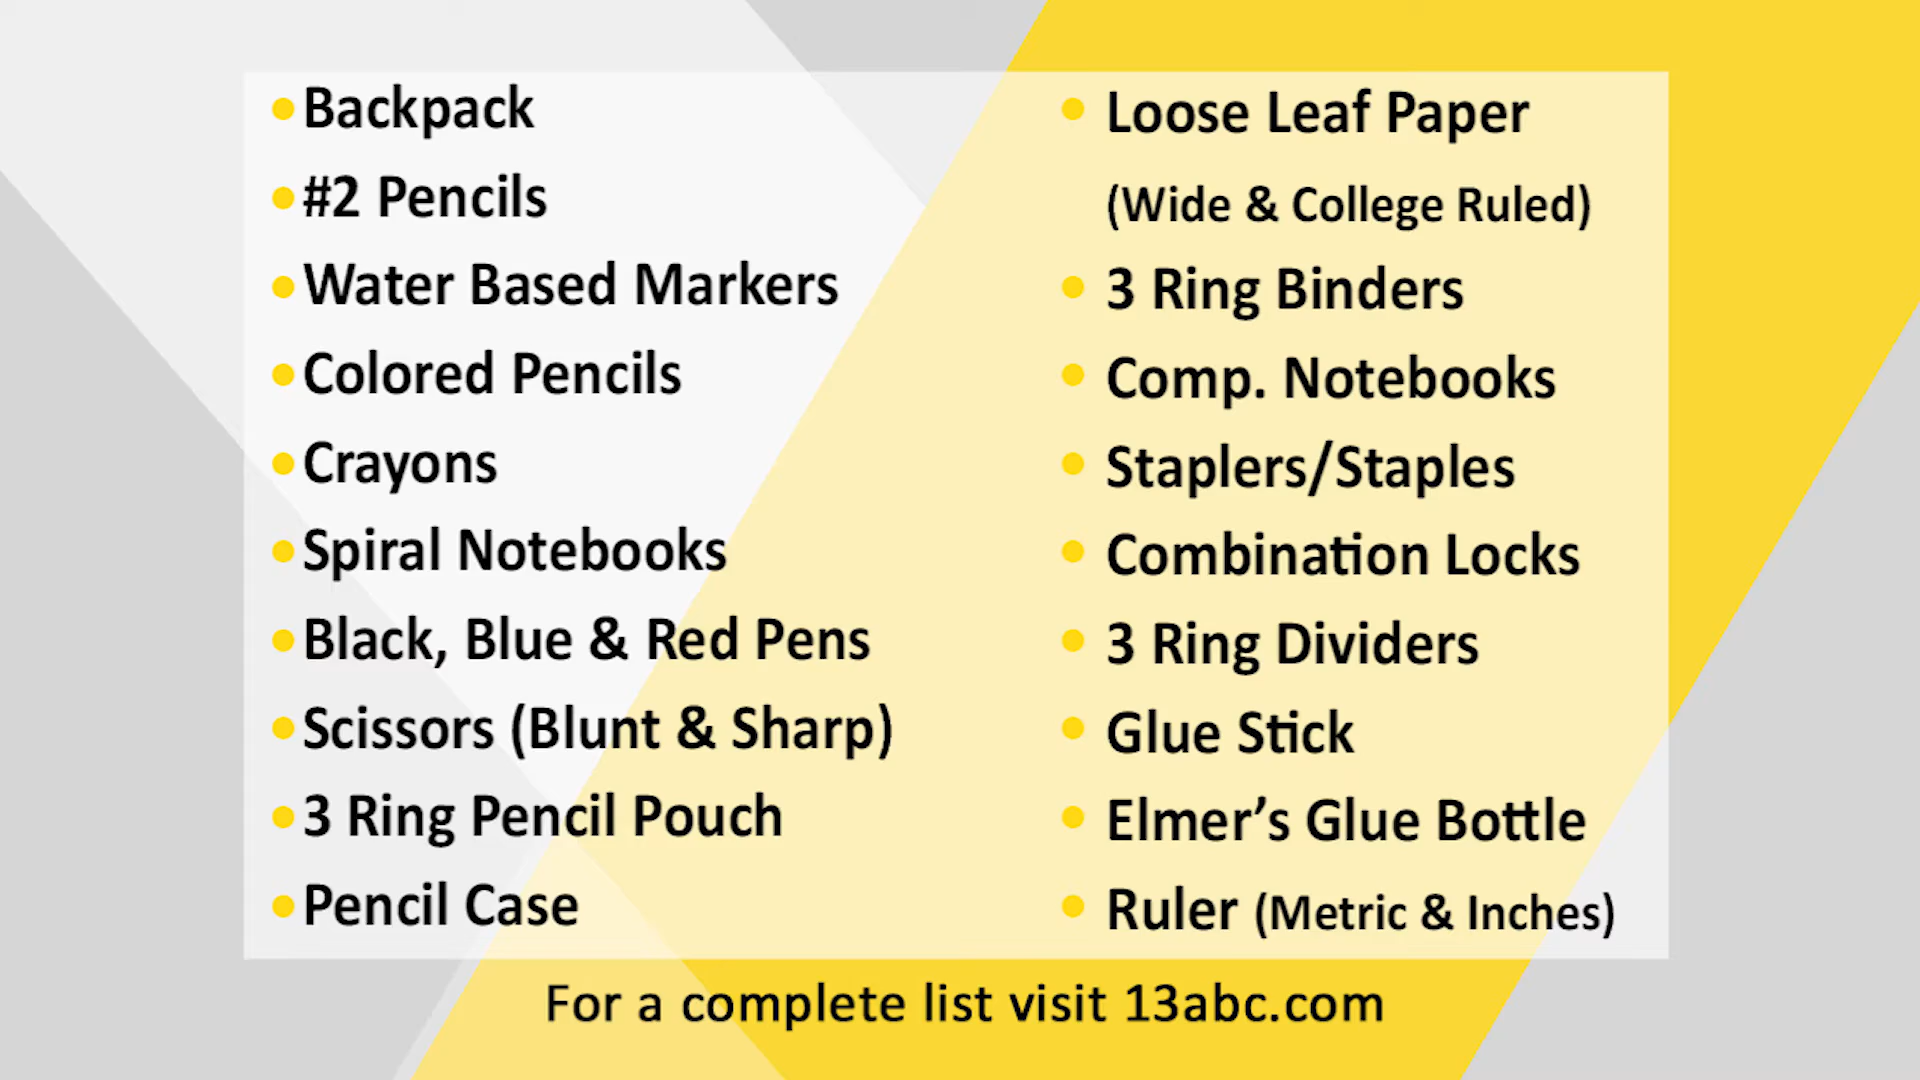 Backpack
#2 Pencils
Water Based Markers
Colored Pencils
Crayons
Spiral Notebooks
Black, Blue & Red Pens
Scissors (Blunt & Sharp)
3 Ring Pencil Pouch
Pencil Case
Loose Leaf Paper
(Wide & College Ruled)
3 Ring Binders
Comp. Notebooks
Staplers/Staples
Combination Locks
3 Ring Dividers
Glue Stick
Elmer’s Glue Bottle
Ruler (Metric & Inches)
For a complete list visit 13abc.com